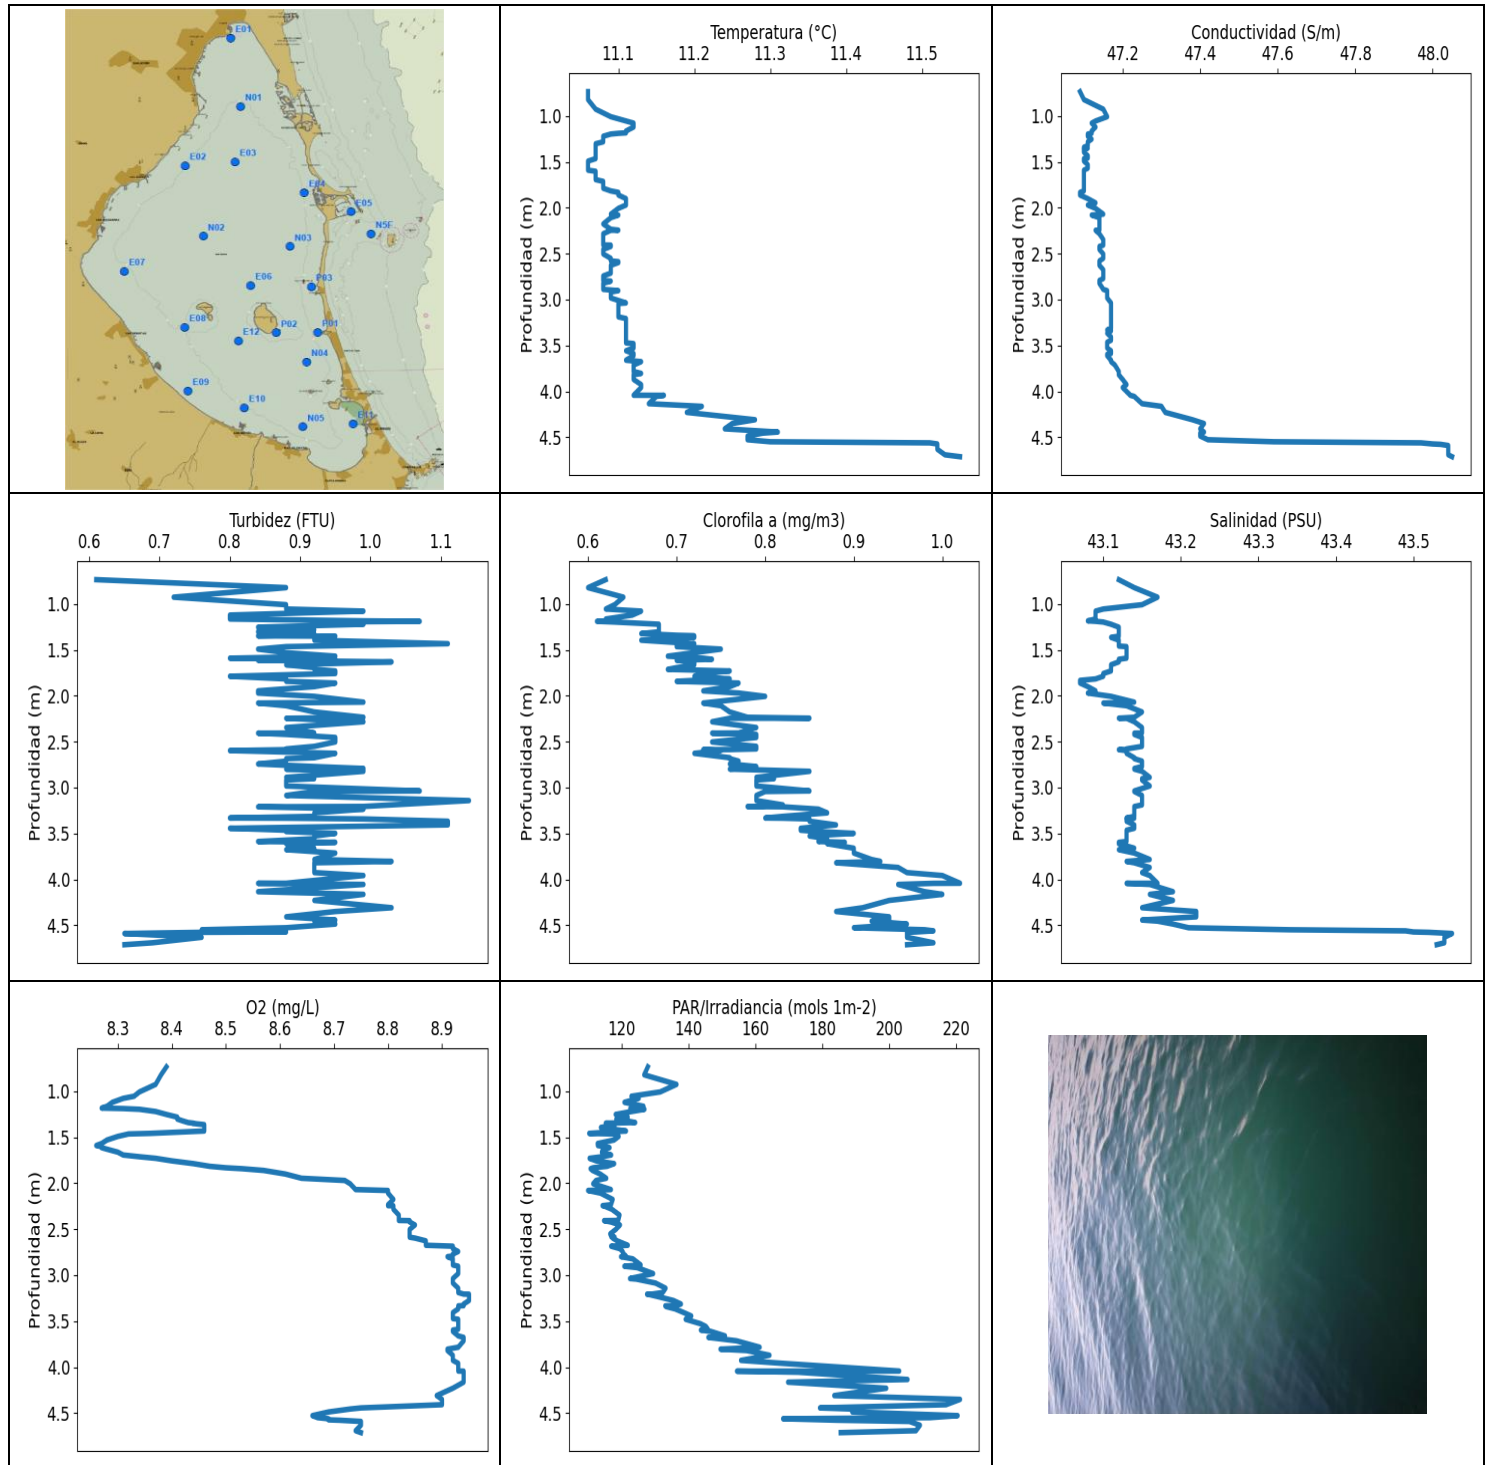 E01
N01
E02
E03
E04
E05
N5E
N02
N03
E07
E06
P03
E08
E12
P02
P01
N04
E09
E10
N05
E11
Temperatura (°C)
11.1 11.2 11.3 11.4 11.5
Profundidad (m)
1.0
1.5
2.0
2.5
3.0
3.5
4.0
4.5
Conductividad (S/m)
47.2 47.4 47.6 47.8 48.0
Profundidad (m)
1.0
1.5
2.0
2.5
3.0
3.5
4.0
4.5
Turbidez (FTU)
0.6 0.7 0.8 0.9 1.0 1.1
Profundidad (m)
1.0
1.5
2.0
2.5
3.0
3.5
4.0
4.5
Clorofila a (mg/m3)
0.6 0.7 0.8 0.9 1.0
Profundidad (m)
1.0
1.5
2.0
2.5
3.0
3.5
4.0
4.5
Salinidad (PSU)
43.1 43.2 43.3 43.4 43.5
Profundidad (m)
1.0
1.5
2.0
2.5
3.0
3.5
4.0
4.5
O2 (mg/L)
8.3 8.4 8.5 8.6 8.7 8.8 8.9
Profundidad (m)
1.0
1.5
2.0
2.5
3.0
3.5
4.0
4.5
PAR/Irradiancia (mols 1m-2)
120 140 160 180 200 220
Profundidad (m)
1.0
1.5
2.0
2.5
3.0
3.5
4.0
4.5